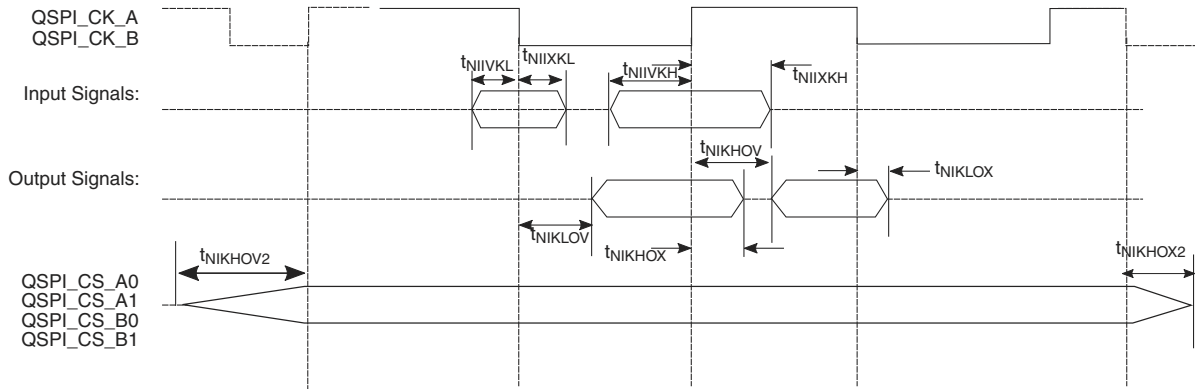 QSPI_CK_A
QSPI_CK_B
tNIIVKL
tNIIXKL
tNIIVKH
tNIIXKH
Input Signals:
tNIKHOV
Output Signals:
tNIKLOX
tNIKLOV
tNIKHOX
tNIKHOV2
tNIKHOX2
QSPI_CS_A0
QSPI_CS_A1
QSPI_CS_B0
QSPI_CS_B1